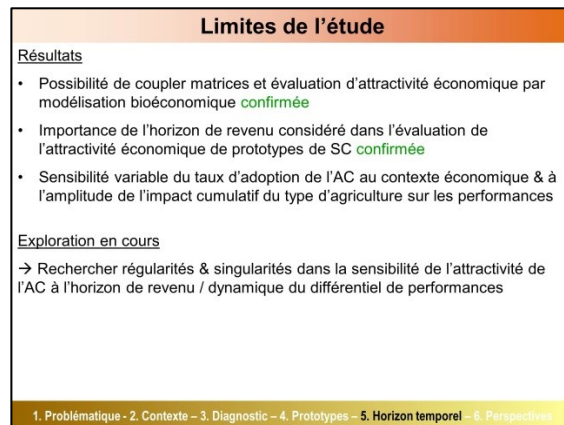 Limites de l'étude
Résultats
• Possibilité de coupler matrices et évaluation d'attractivité économique par
modélisation bioéconomique confirmée
• Importance de l'horizon de revenu considéré dans l'évaluation de
l'attractivité économique de prototypes de SC confirmée
• Sensibilité variable du taux d'adoption de l'AC au contexte économique & à
l'amplitude de l'impact cumulatif du type d'agriculture sur les performances
Exploration en cours
→ Rechercher régularités & singularités dans la sensibilité de l'attractivité de
l'AC à l'horizon de revenu / dynamique du différentiel de performances
1. Problématique - 2. Contexte – 3. Diagnostic – 4. Prototypes – 5. Horizon temporel – 6. Perspectives